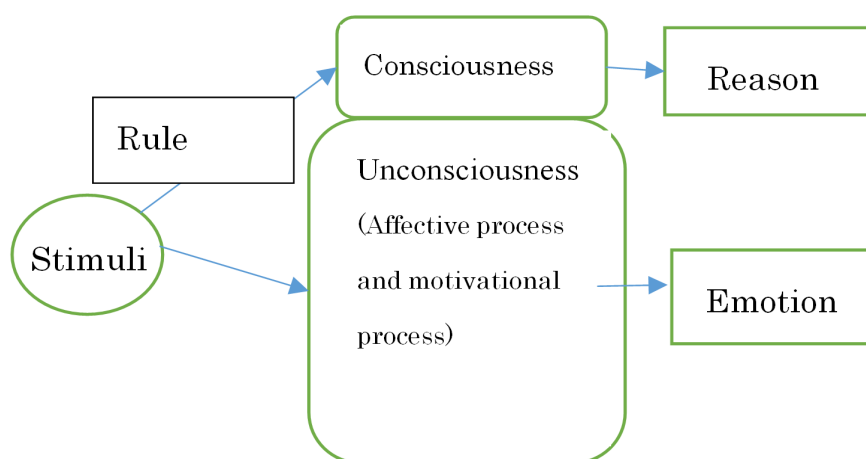 Consciousness
Reason
Rule
Unconsciousness
(Affective process
and motivational
process)
Stimuli
Emotion